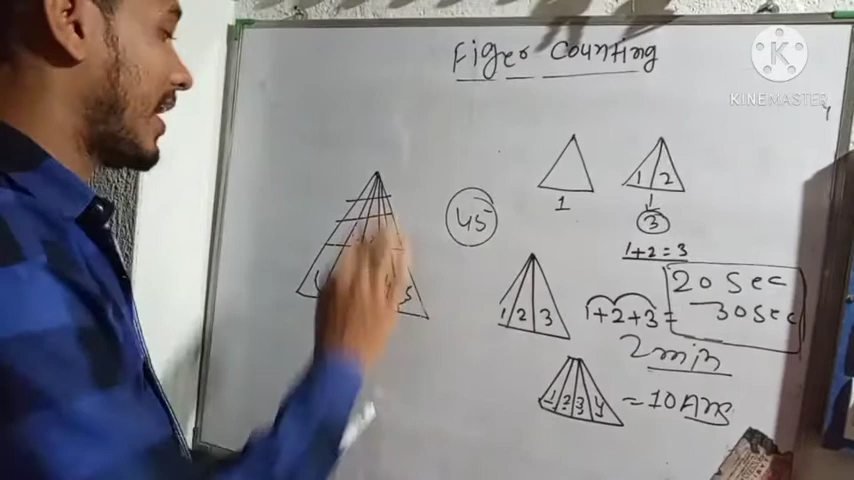 Figer Counting
K
KINEMASTER
1
1 2
3
1+2=3
45
5
1 2 3
1+2+3=
20 Sec
30 Sec
2 min
1 2 3 4
=10 Ans